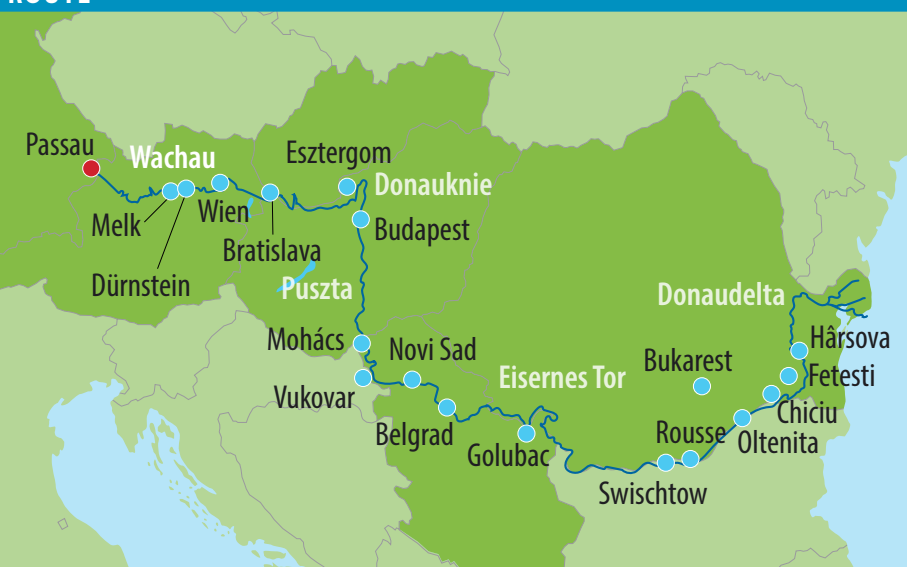 ROUTE
Passau
Wachau
Esztergom
Donauknie
Melk
Wien
Budapest
Bratislava
Dürnstein
Puszta
Donaudelta
Mohács
Novi Sad
Hârsova
Bukarest
Eisernes Tor
Fetesti
Vukovar
Chiciu
Belgrad
Rousse
Oltenita
Golubac
Swischtow